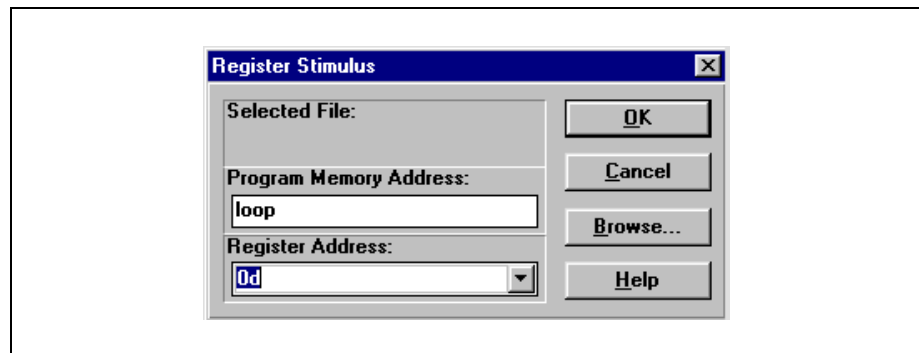 Register Stimulus
Selected File:
Program Memory Address:
loop
Register Address:
0d
OK
Cancel
Browse...
Help